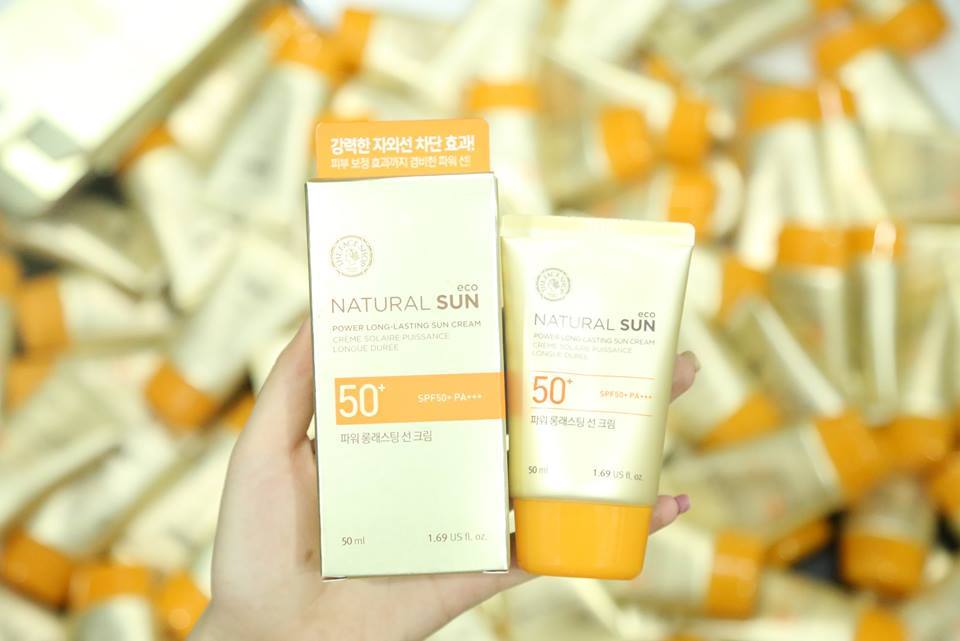 강력한 자외선 차단 효과!
피부 보정 효과까지 겸비한 파워 선!
THE FACE SHOP
eco
NATURAL SUN
POWER LONG-LASTING SUN CREAM
CRÈME SOLAIRE PUISSANCE
LONGUE DURÉE
50+
SPF50+ PA+++
파워 롱래스팅 선 크림
50 ml
1.69 US fl. oz.
THE FACE SHOP
eco
NATURAL SUN
POWER LONG-LASTING SUN CREAM
CRÈME SOLAIRE PUISSANCE
LONGUE DURÉE
50+
SPF50+ PA+++
파워 롱래스팅 선 크림
50 ml
1.69 US fl. oz.